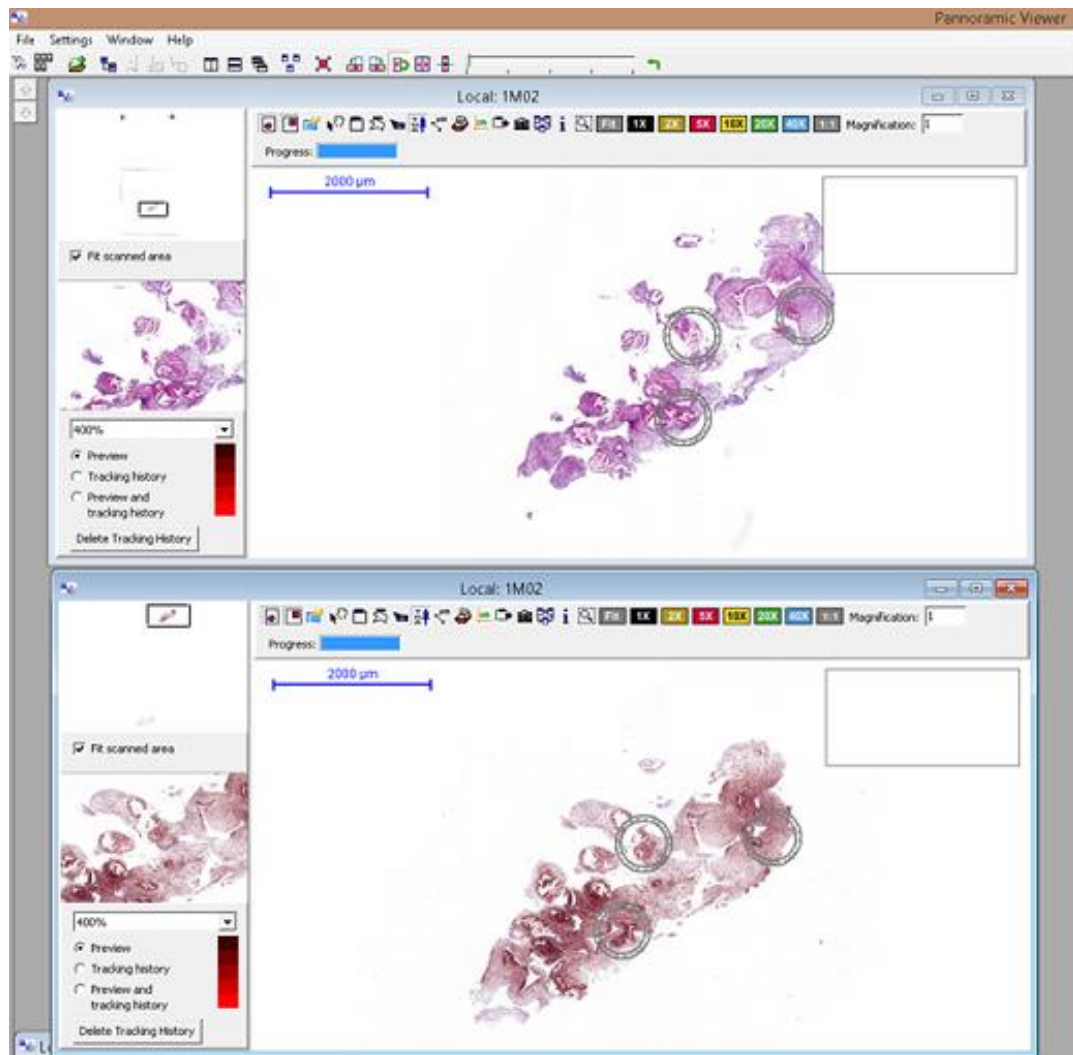 Pannoramic Viewer
File Settings Window Help
Local: 1M02
Fit 1X 2X 5X 10X 20X 40X 1:1 Magnification: 1
Progress:
2000 µm
Fit scanned area
400%
Preview
Tracking history
Preview and
tracking history
Delete Tracking History
Local: 1M02
Fit 1X 2X 5X 10X 20X 40X 1:1 Magnification: 1
Progress:
2000 µm
Fit scanned area
400%
Preview
Tracking history
Preview and
tracking history
Delete Tracking History